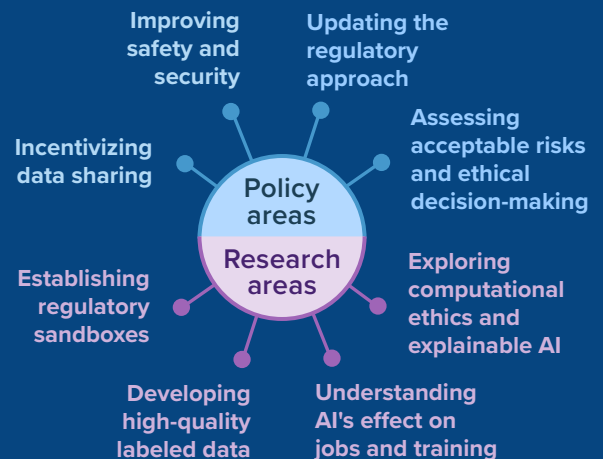 Improving
safety and
security
Updating the
regulatory
approach
Incentivizing
data sharing
Assessing
acceptable risks
and ethical
decision-making
Policy
areas
Research
areas
Establishing
regulatory
sandboxes
Exploring
computational
ethics and
explainable AI
Developing
high-quality
labeled data
Understanding
AI's effect on
jobs and training